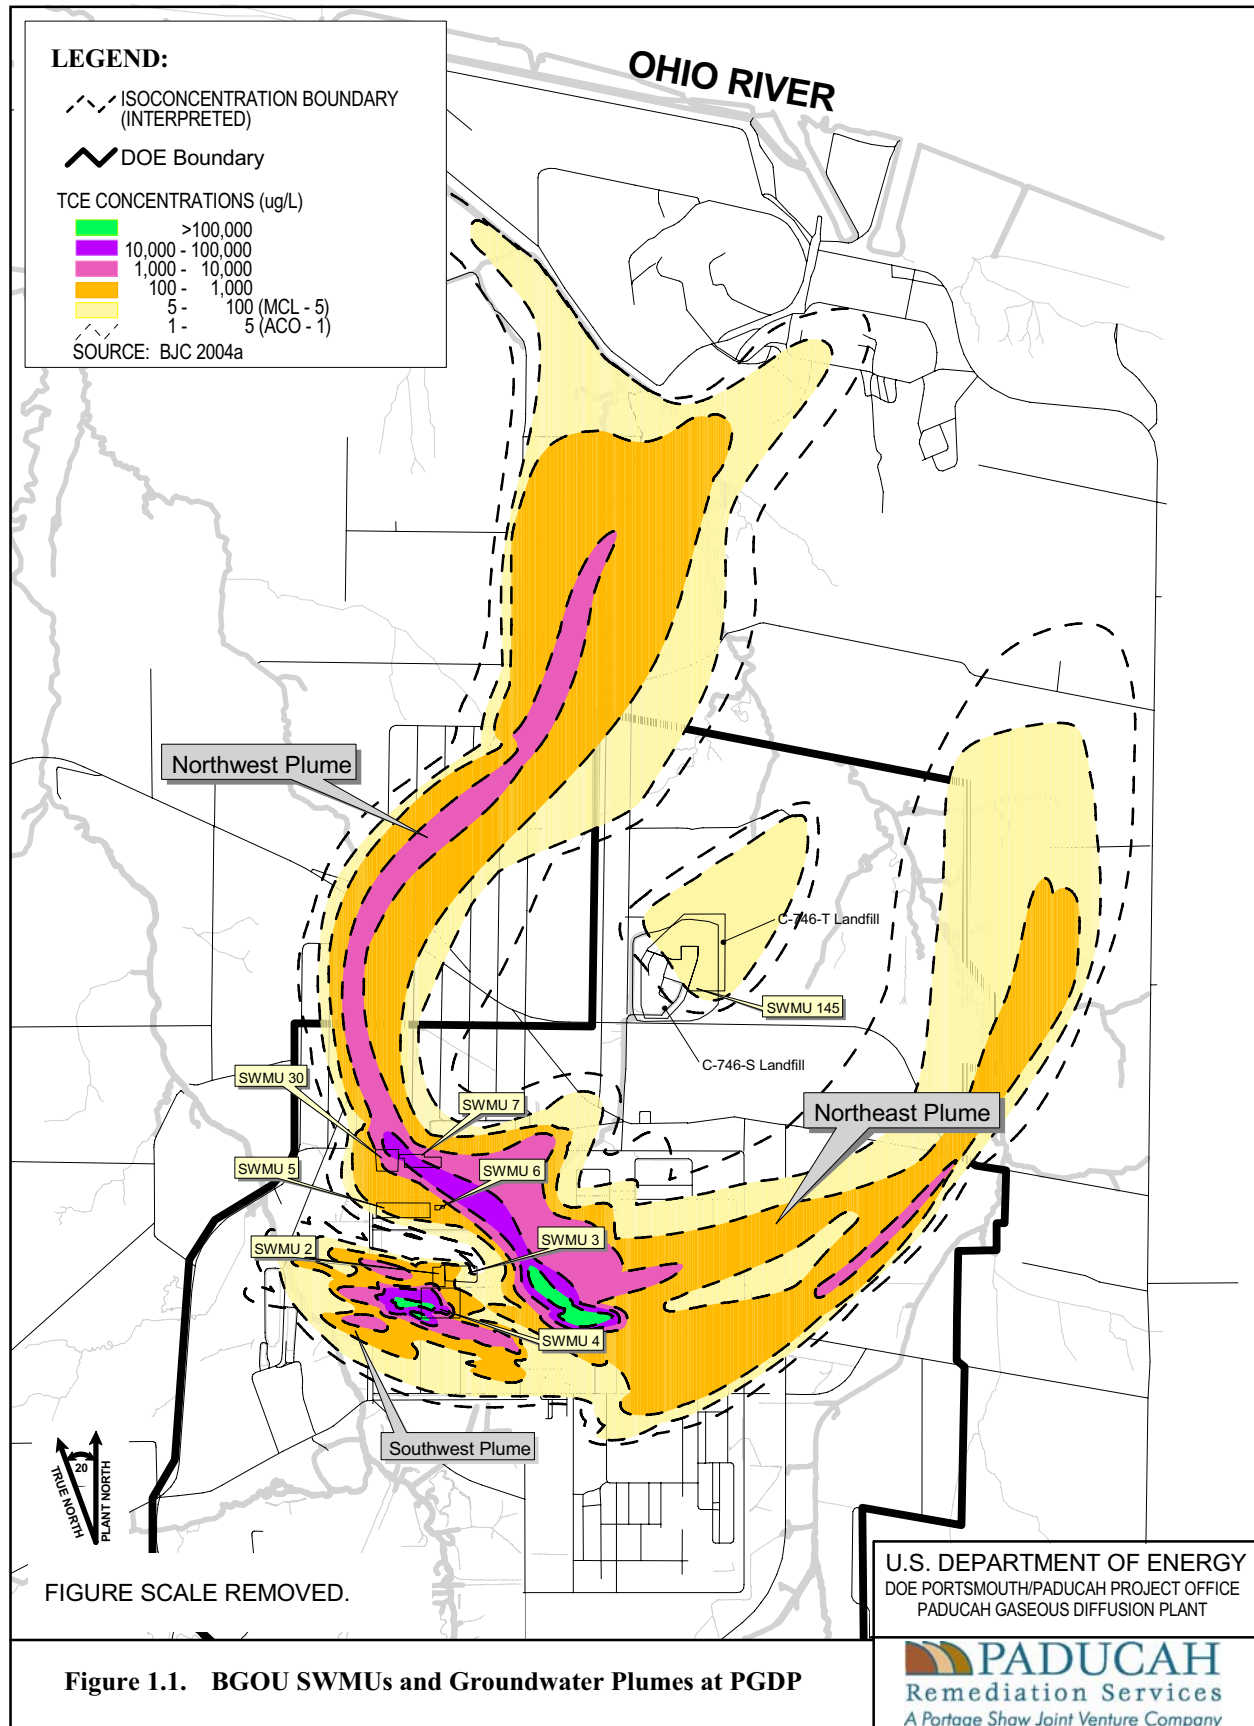 LEGEND:
ISOCONCENTRATION BOUNDARY
(INTERPRETED)
DOE Boundary
TCE CONCENTRATIONS (ug/L)
>100,000
10,000 - 100,000
1,000 - 10,000
100 - 1,000
5 - 100 (MCL - 5)
1 - 5 (ACO - 1)
SOURCE: BJC 2004a
OHIO RIVER
Northwest Plume
C-746-T Landfill
SWMU 145
C-746-S Landfill
SWMU 30
SWMU 7
Northeast Plume
SWMU 5
SWMU 6
SWMU 2
SWMU 3
SWMU 4
Southwest Plume
20
TRUE NORTH
PLANT NORTH
FIGURE SCALE REMOVED.
U.S. DEPARTMENT OF ENERGY
DOE PORTSMOUTH/PADUCAH PROJECT OFFICE
PADUCAH GASEOUS DIFFUSION PLANT
Figure 1.1. BGOU SWMUs and Groundwater Plumes at PGDP
PADUCAH
Remediation Services
A Portage Shaw Joint Venture Company